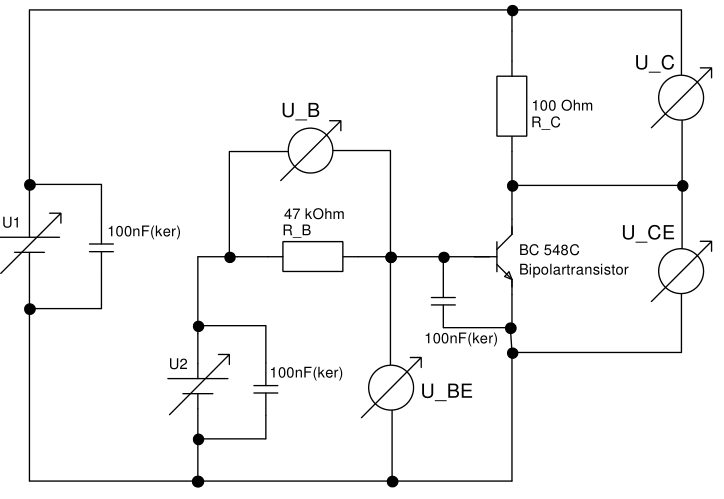 U_C
100 Ohm
R_C
U_B
47 kOhm
R_B
U1
100nF(ker)
U_CE
BC 548C
Bipolartransistor
100nF(ker)
U2
100nF(ker)
U_BE